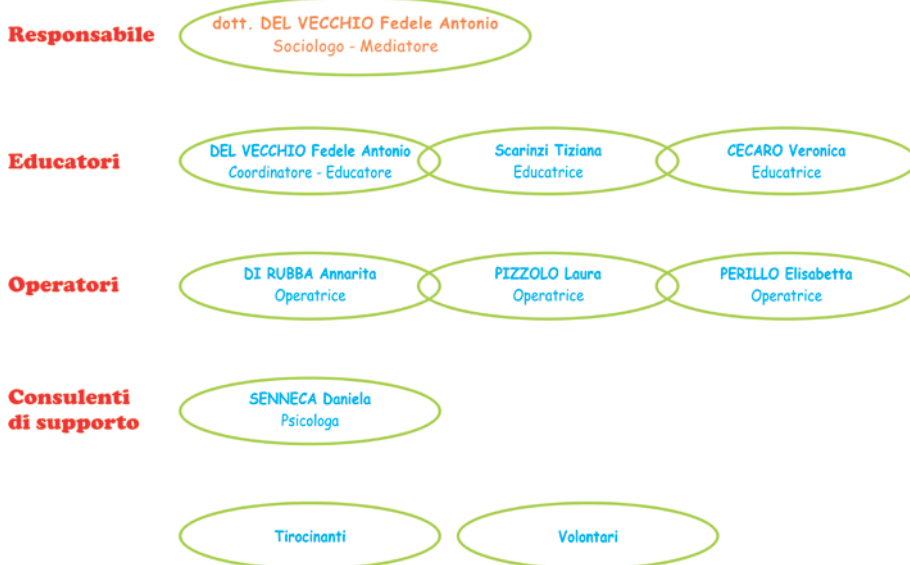 Responsabile
dott. DEL VECCHIO Fedele Antonio
Sociologo - Mediatore
Educatori
DEL VECCHIO Fedele Antonio
Coordinatore - Educatore
Scarinzi Tiziana
Educatrice
CECARO Veronica
Educatrice
Operatori
DI RUBBA Annarita
Operatrice
PIZZOLO Laura
Operatrice
PERILLO Elisabetta
Operatrice
Consulenti
di supporto
SENNECA Daniela
Psicologa
Tirocinanti
Volontari